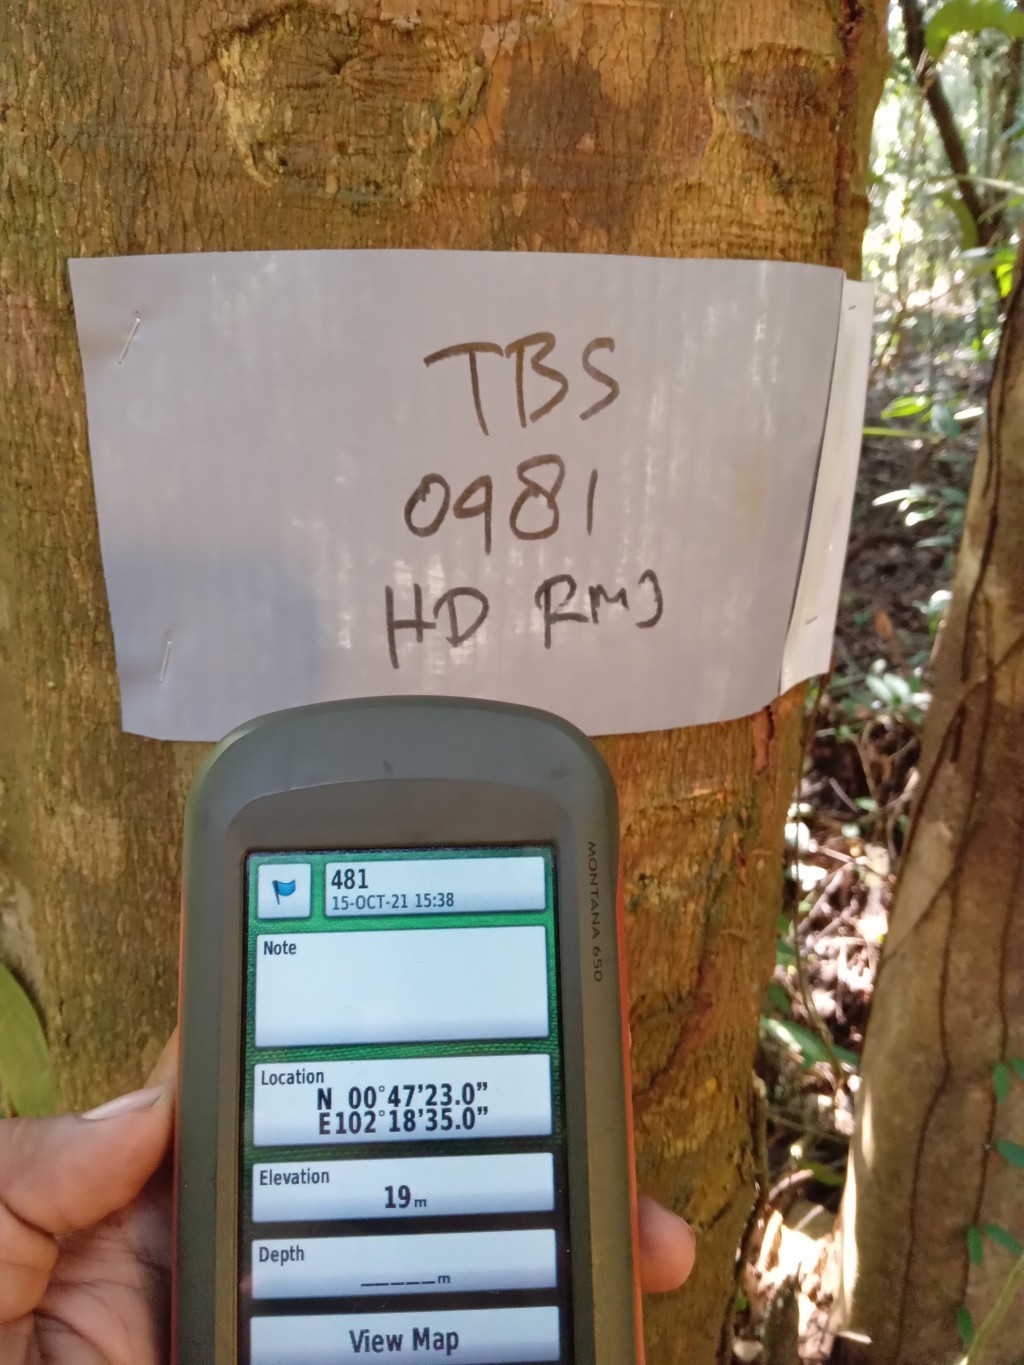 TBS
0981
HD RMJ
MONTANA 650
481
15-OCT-21 15:38
Note
Location
N 00°47'23.0"
E102°18'35.0"
Elevation
19m
Depth
_____m
View Map